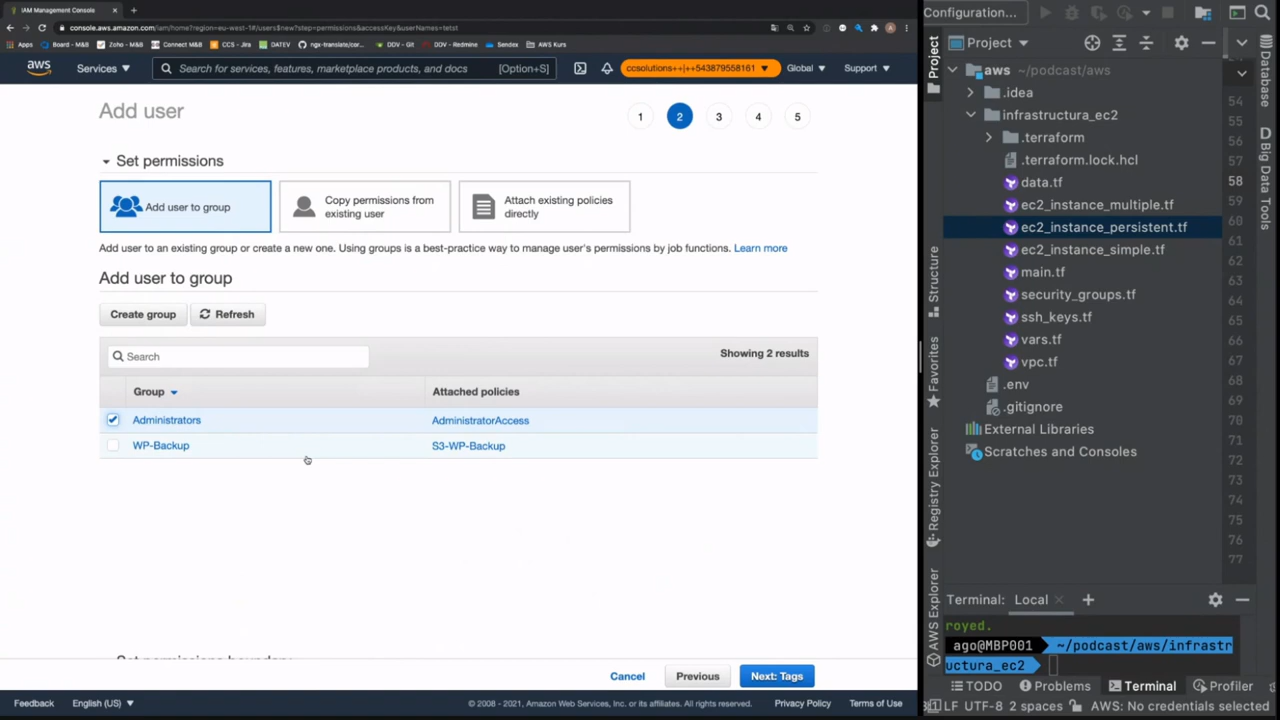 IAM Management Console
console.aws.amazon.com/iam/home?region=eu-west-1#/users$new?step=permissions&accessKey&userNames=test
Apps
Board - M&B
Zoho - M&B
Connect M&B
CCS - Jira
DATEV
ngx-translate/cor...
DDV - Git
DDV - Redmine
Sendex
AWS Kurs
aws
Services
Search for services, features, marketplace products, and docs
[Option+S]
ccsolutions++|++543879558161
Global
Support
Add user
1
2
3
4
5
Set permissions
Add user to group
Copy permissions from
existing user
Attach existing policies
directly
Add user to an existing group or create a new one. Using groups is a best-practice way to manage user's permissions by job functions. Learn more
Add user to group
Create group
Refresh
Search
Showing 2 results
Group
Attached policies
Administrators
AdministratorAccess
WP-Backup
S3-WP-Backup
Cancel
Previous
Next: Tags
Feedback
English (US)
© 2008 - 2021, Amazon Web Services, Inc. or its affiliates. All rights reserved.
Privacy Policy
Terms of Use
Configuration...
Project
Project
Structure
Favorites
Registry Explorer
AWS Explorer
aws ~/podcast/aws
.idea
infrastructura_ec2
.terraform
.terraform.lock.hcl
data.tf
ec2_instance_multiple.tf
ec2_instance_persistent.tf
ec2_instance_simple.tf
main.tf
security_groups.tf
ssh_keys.tf
vars.tf
vpc.tf
.env
.gitignore
External Libraries
Scratches and Consoles
54
55
56
57
58
59
60
61
62
63
64
65
66
67
68
69
70
71
72
73
74
75
76
77
Database
Big Data Tools
Terminal:
Local
royed.
ago@MBP001
~/podcast/aws/infrastr
uctura_ec2
TODO
Problems
Terminal
Profiler
LF
UTF-8
2 spaces
AWS: No credentials selected